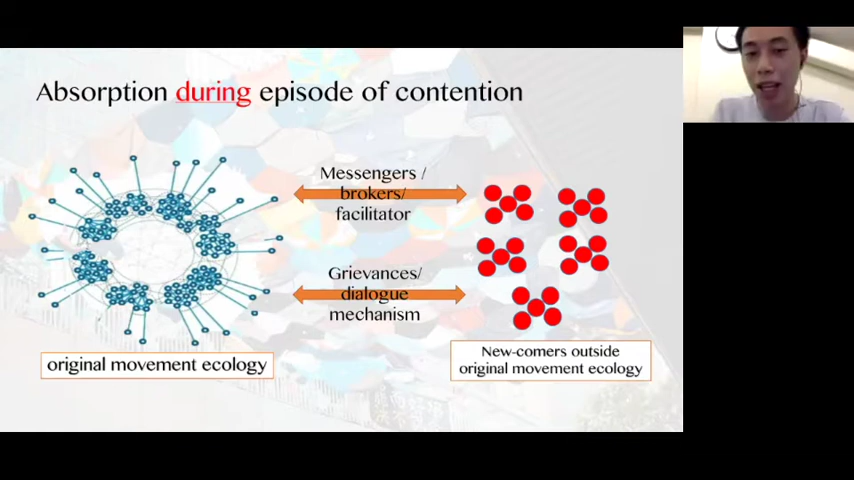 Absorption during episode of contention
Messengers /
brokers/
facilitator
Grievances/
dialogue
mechanism
original movement ecology
New-comers outside
original movement ecology